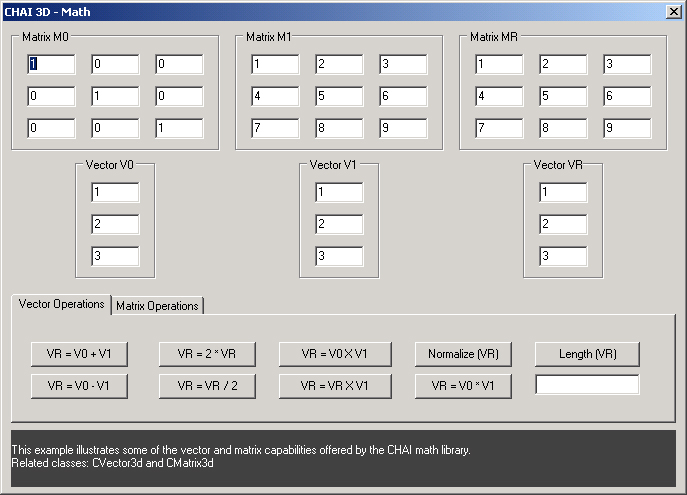 CHAI 3D - Math
Matrix M0 Matrix M1 Matrix MR
1 0 0 1 2 3 1 2 3
0 1 0 4 5 6 4 5 6
0 0 1 7 8 9 7 8 9
Vector V0 Vector V1 Vector VR
1 1 1
2 2 2
3 3 3
Vector Operations Matrix Operations
VR = V0 + V1 VR = 2 * VR VR = V0 X V1 Normalize (VR) Length (VR)
VR = V0 - V1 VR = VR / 2 VR = VR X V1 VR = V0 * V1
This example illustrates some of the vector and matrix capabilities offered by the CHAI math library.
Related classes: CVector3d and CMatrix3d